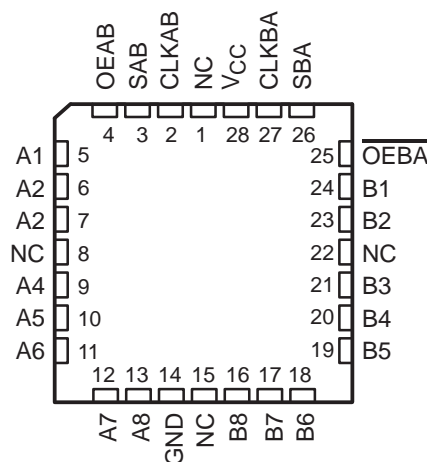 OEAB
SAB
CLKAB
NC
VCC
CLKBA
SBA
4 3 2 1 28 27 26
A1 5 25 OEBA
A2 6 24 B1
A2 7 23 B2
NC 8 22 NC
A4 9 21 B3
A5 10 20 B4
A6 11 19 B5
12 13 14 15 16 17 18
A7
A8
GND
NC
B8
B7
B6